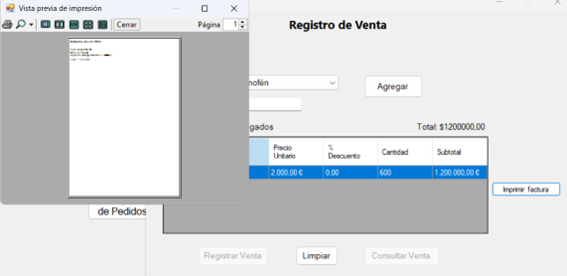 Vista previa de impresión
Cerrar
Página 1
Registro de Venta
nofén
Agregar
gados
Total: $1200000,00
Precio Unitario
% Descuento
Cantidad
Subtotal
2.000,00 €
0,00
600
1.200.000,00 €
Imprimir factura
de Pedidos
Registrar Venta
Limpiar
Consultar Venta